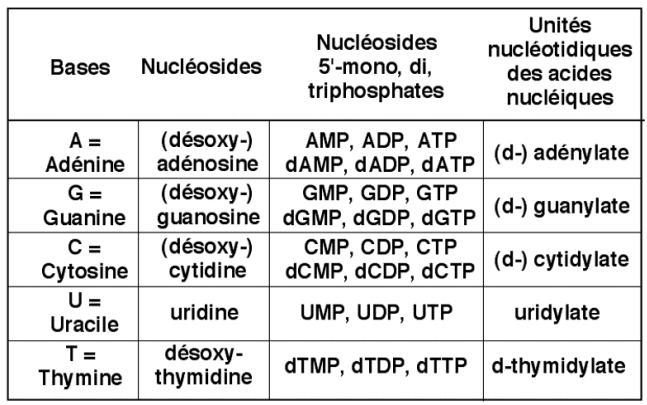 Bases
Nucléosides
Nucléosides
5'-mono, di,
triphosphates
Unités
nucléotidiques
des acides
nucléiques
A =
Adénine
(désoxy-)
adénosine
AMP, ADP, ATP
dAMP, dADP, dATP
(d-) adénylate
G =
Guanine
(désoxy-)
guanosine
GMP, GDP, GTP
dGMP, dGDP, dGTP
(d-) guanylate
C =
Cytosine
(désoxy-)
cytidine
CMP, CDP, CTP
dCMP, dCDP, dCTP
(d-) cytidylate
U =
Uracile
uridine
UMP, UDP, UTP
uridylate
T =
Thymine
désoxy-
thymidine
dTMP, dTDP, dTTP
d-thymidylate